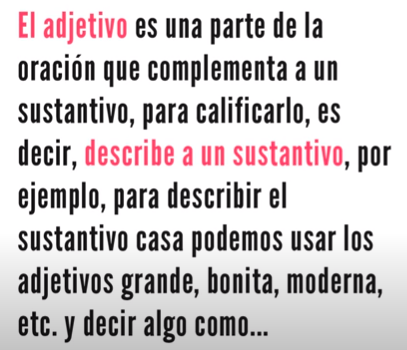 El adjetivo es una parte de la
oración que complementa a un
sustantivo, para calificarlo, es
decir, describe a un sustantivo, por
ejemplo, para describir el
sustantivo casa podemos usar los
adjetivos grande, bonita, moderna,
etc. y decir algo como...